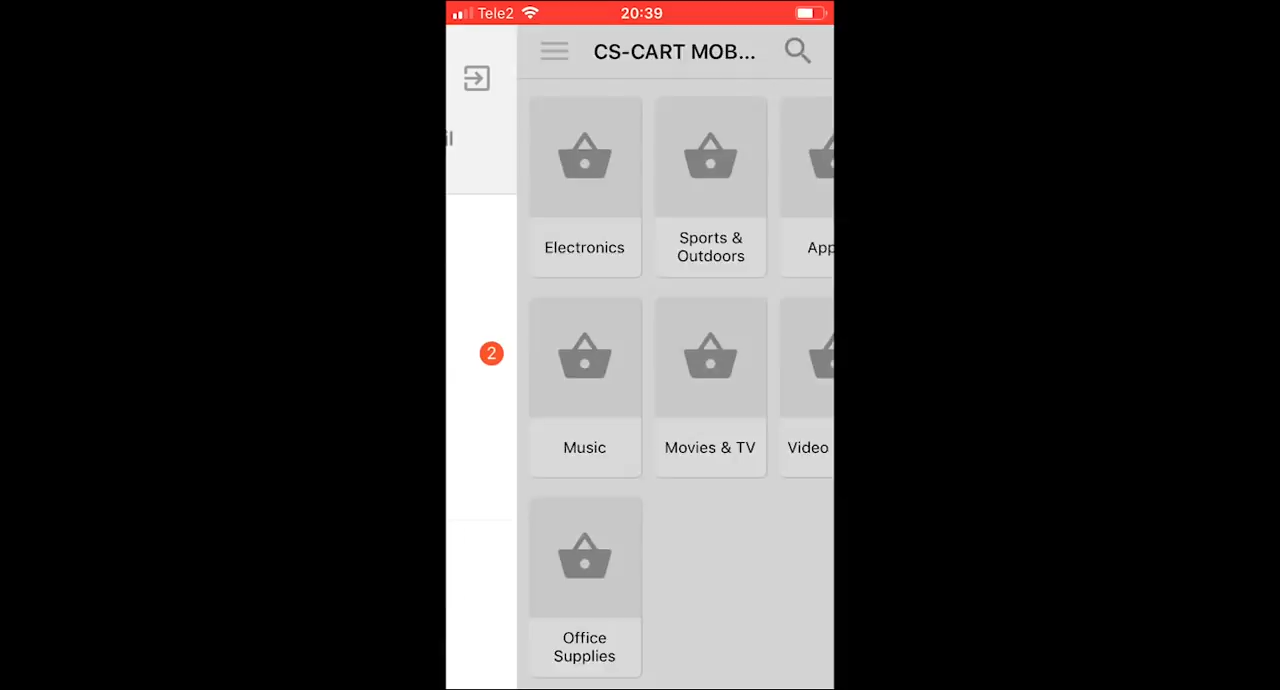 Tele2
20:39
CS-CART MOB...
Electronics
Sports &
Outdoors
App
2
Music
Movies & TV
Video
Office
Supplies